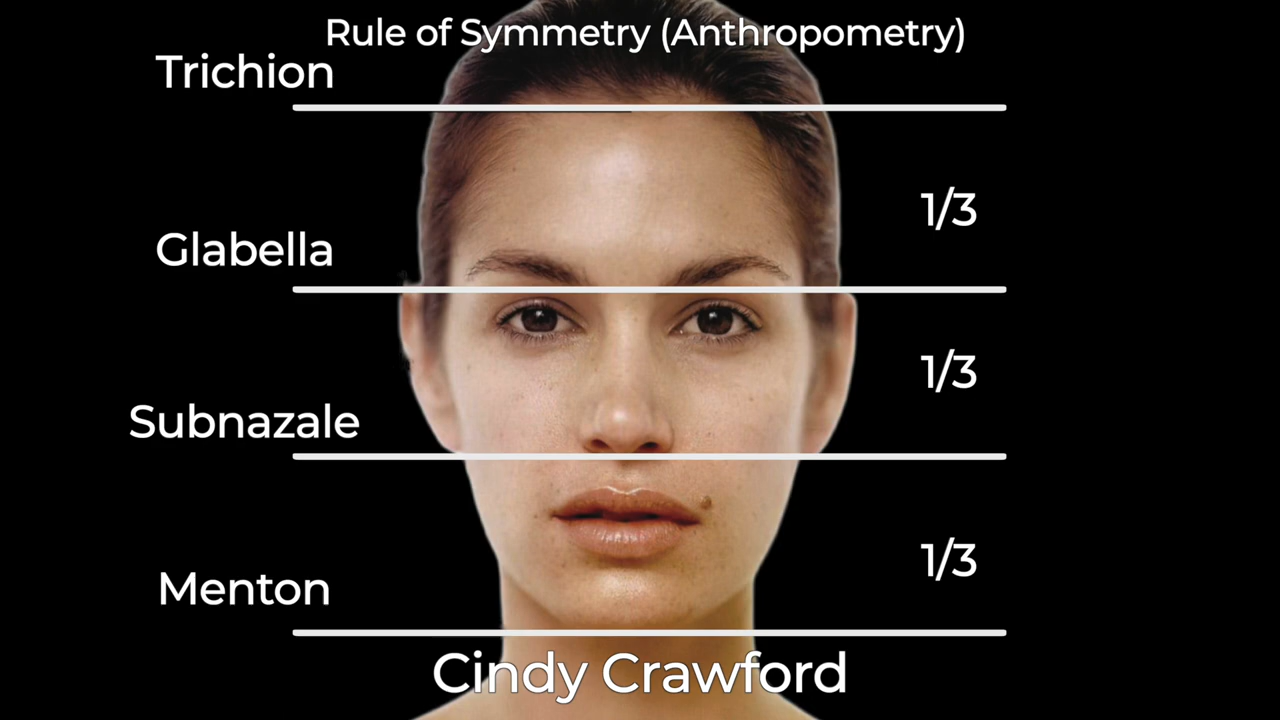 Rule of Symmetry (Anthropometry)
Trichion
1/3
Glabella
1/3
Subnazale
1/3
Menton
Cindy Crawford